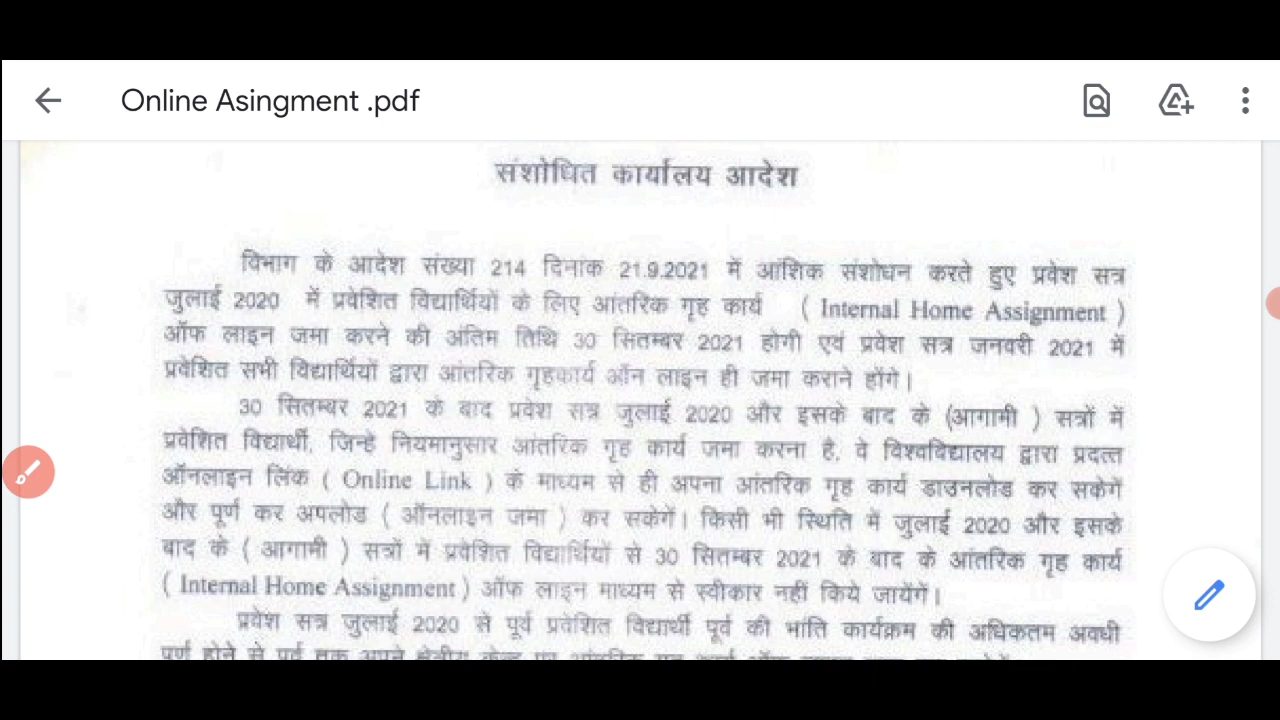 Online Asingment .pdf
संशोधित कार्यालय आदेश
विभाग के आदेश संख्या 214 दिनांक 21.9.2021 में आंशिक संशोधन करते हुए प्रवेश सत्र
जुलाई 2020 में प्रवेशित विद्यार्थियों के लिए आंतरिक गृह कार्य ( Internal Home Assignment )
ऑफ लाइन जमा करने की अंतिम तिथि 30 सितम्बर 2021 होगी एवं प्रवेश सत्र जनवरी 2021 में
प्रवेशित सभी विद्यार्थियों द्वारा आंतरिक गृहकार्य ऑन लाइन ही जमा कराने होंगे।
30 सितम्बर 2021 के बाद प्रवेश सत्र जुलाई 2020 और इसके बाद के (आगामी ) सत्रों में
प्रवेशित विद्यार्थी, जिन्हे नियमानुसार आंतरिक गृह कार्य जमा करना है, वे विश्वविद्यालय द्वारा प्रदत्त
ऑनलाइन लिंक ( Online Link ) के माध्यम से ही अपना आंतरिक गृह कार्य डाउनलोड कर सकेगें
और पूर्ण कर अपलोड ( ऑनलाइन जमा ) कर सकेगें। किसी भी स्थिति में जुलाई 2020 और इसके
बाद के ( आगामी ) सत्रों में प्रवेशित विद्यार्थियों से 30 सितम्बर 2021 के बाद के आंतरिक गृह कार्य
( Internal Home Assignment ) ऑफ लाइन माध्यम से स्वीकार नहीं किये जायेंगें।
प्रवेश सत्र जुलाई 2020 से पूर्व प्रवेशित विद्यार्थी पूर्व की भांति कार्यक्रम की अधिकतम अवधी
पूर्ण होने से पूर्व तक अपने क्षेत्रीय केन्द्र पर आंतरिक गृह कार्य ऑफ